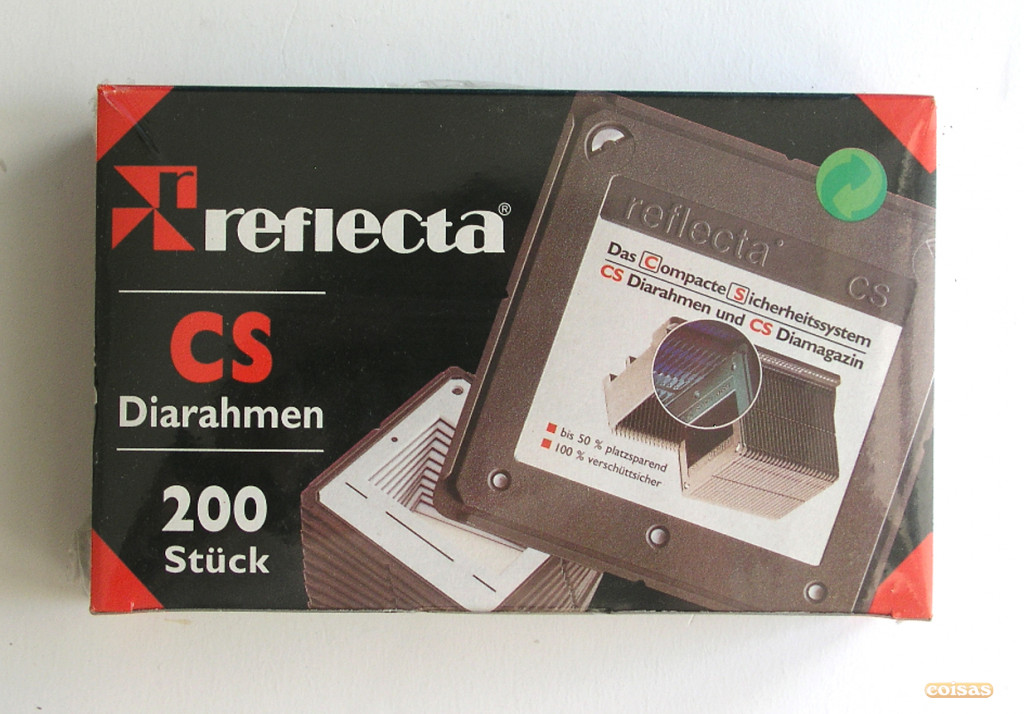 r
reflecta®
CS
Diarahmen
200
Stück
reflecta
CS
Das Compacte Sicherheitssystem
CS Diarahmen und CS Diamagazin
bis 50 % platzsparend
100 % verschüttsicher
coisas